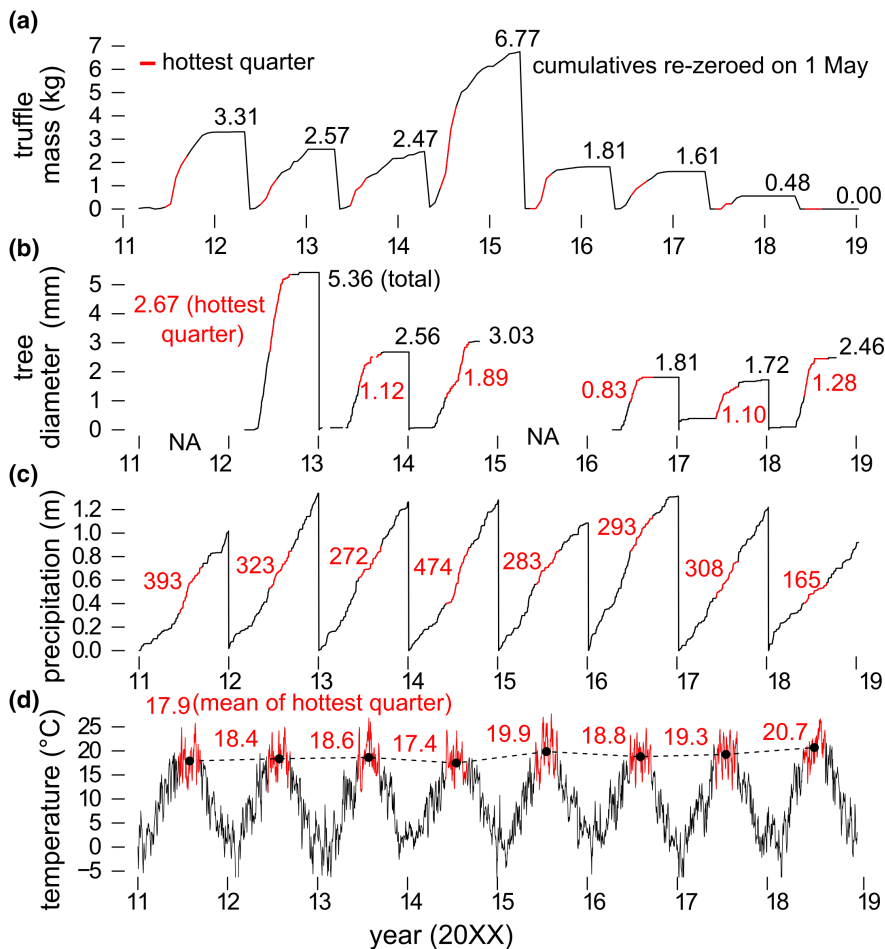 (a)
truffle
mass (kg)
7
6
5
4
3
2
1
0
hottest quarter
cumulatives re-zeroed on 1 May
3.31
2.57
2.47
6.77
1.81
1.61
0.48
0.00
11 12 13 14 15 16 17 18 19
(b)
tree
diameter (mm)
5
4
3
2
1
0
2.67 (hottest
quarter)
5.36 (total)
2.56
1.12
3.03
1.89
0.83
1.81
1.72
1.10
2.46
1.28
NA
NA
11 12 13 14 15 16 17 18 19
(c)
precipitation (m)
1.2
1.0
0.8
0.6
0.4
0.2
0.0
393
323
272
474
283
293
308
165
11 12 13 14 15 16 17 18 19
(d)
temperature (°C)
25
20
15
10
5
0
−5
17.9 (mean of hottest quarter)
18.4
18.6
17.4
19.9
18.8
19.3
20.7
11 12 13 14 15 16 17 18 19
year (20XX)